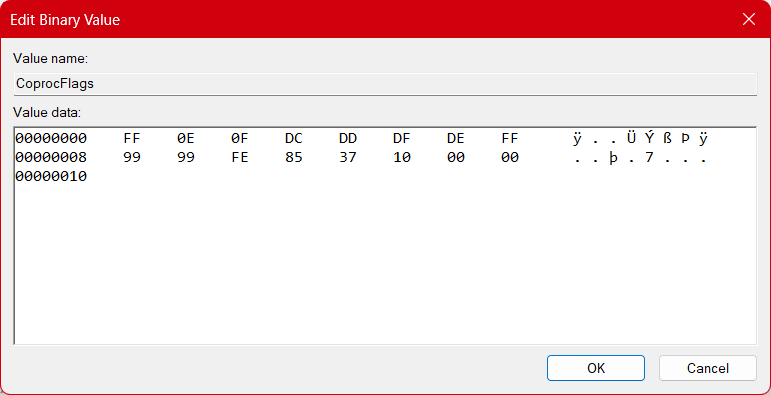 Edit Binary Value
Value name:
CoprocFlags
Value data:
00000000 FF 0E 0F DC DD DF DE FF ÿ . . Ü Ý ß Þ ÿ
00000008 99 99 FE 85 37 10 00 00 . . þ . 7 . . .
00000010
OK Cancel